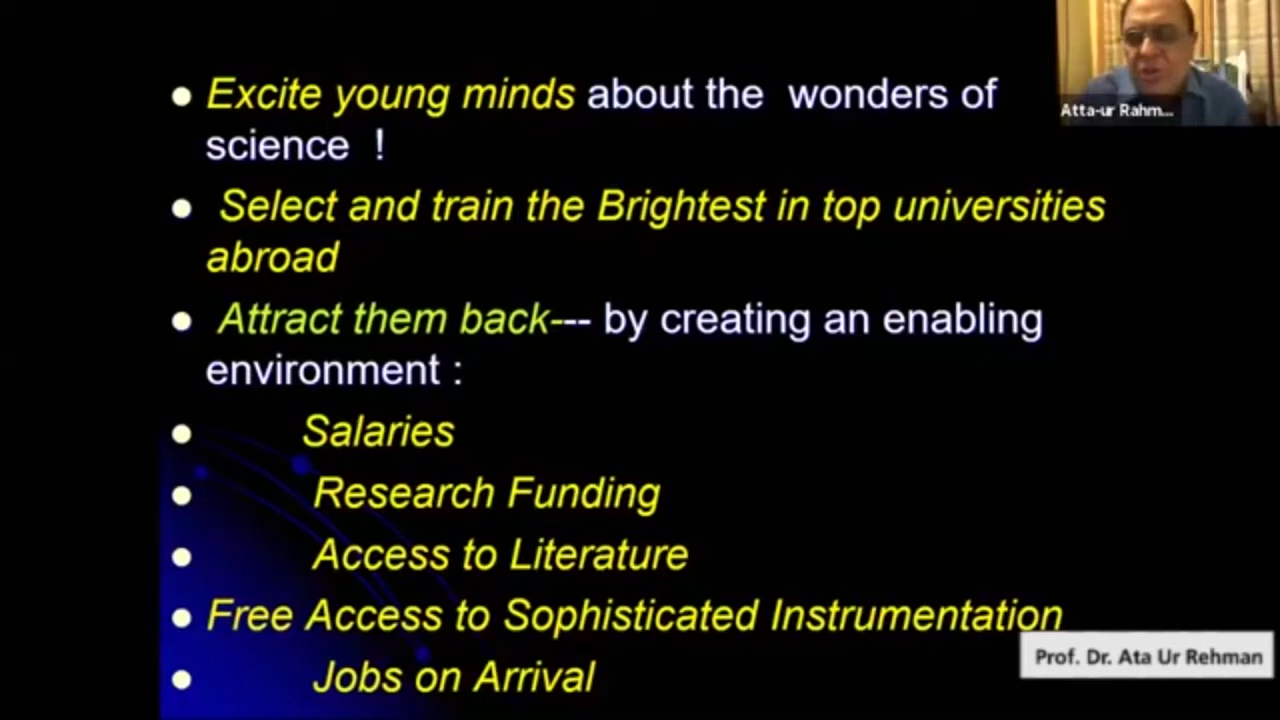 • Excite young minds about the wonders of
science !
• Select and train the Brightest in top universities
abroad
• Attract them back--- by creating an enabling
environment :
• Salaries
• Research Funding
• Access to Literature
• Free Access to Sophisticated Instrumentation
• Jobs on Arrival
Atta-ur Rahm...
Prof. Dr. Ata Ur Rehman